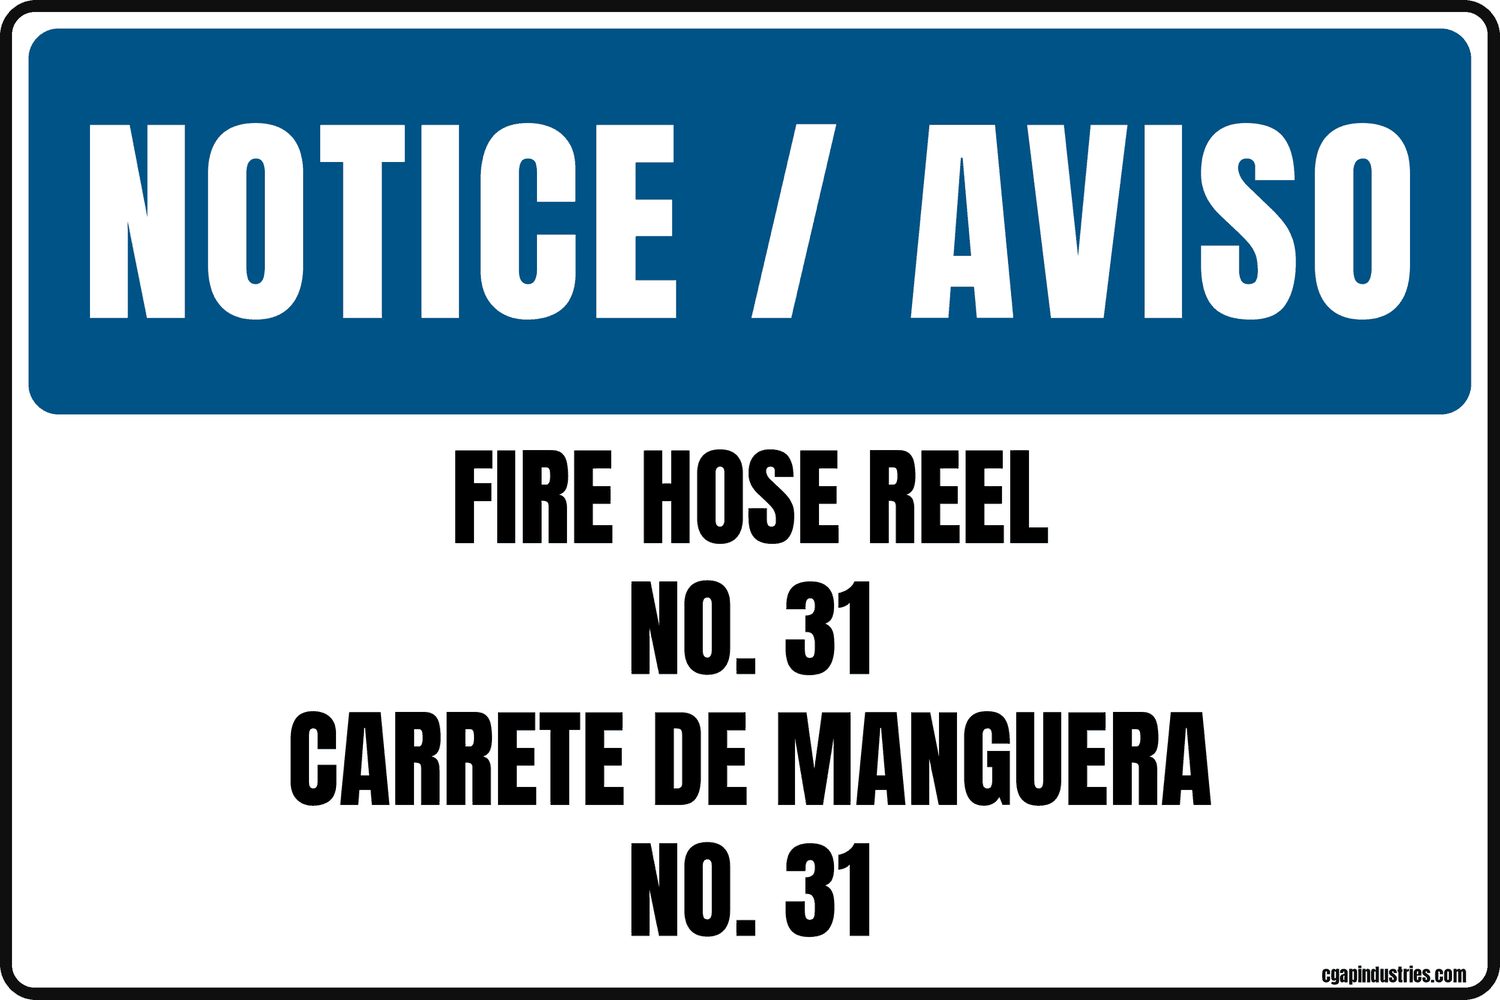 NOTICE / AVISO
FIRE HOSE REEL
NO. 31
CARRETE DE MANGUERA
NO. 31
cgapindustries.com